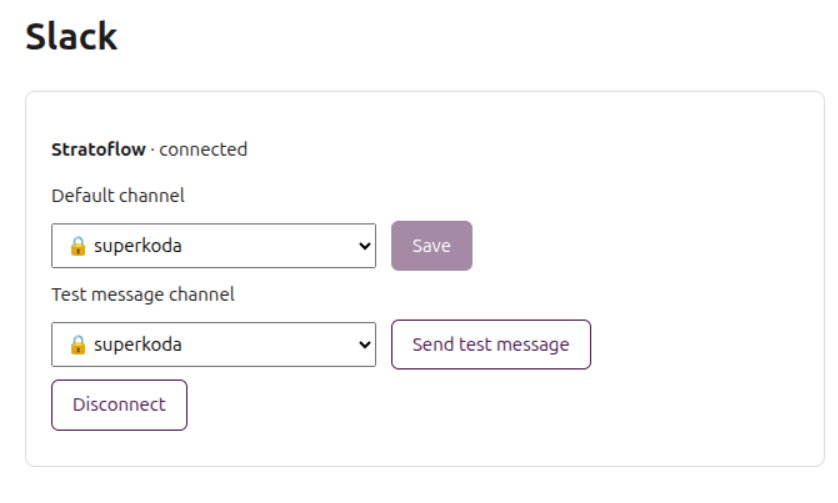 Slack
Stratoflow · connected
Default channel
🔒 superkoda
Save
Test message channel
🔒 superkoda
Send test message
Disconnect